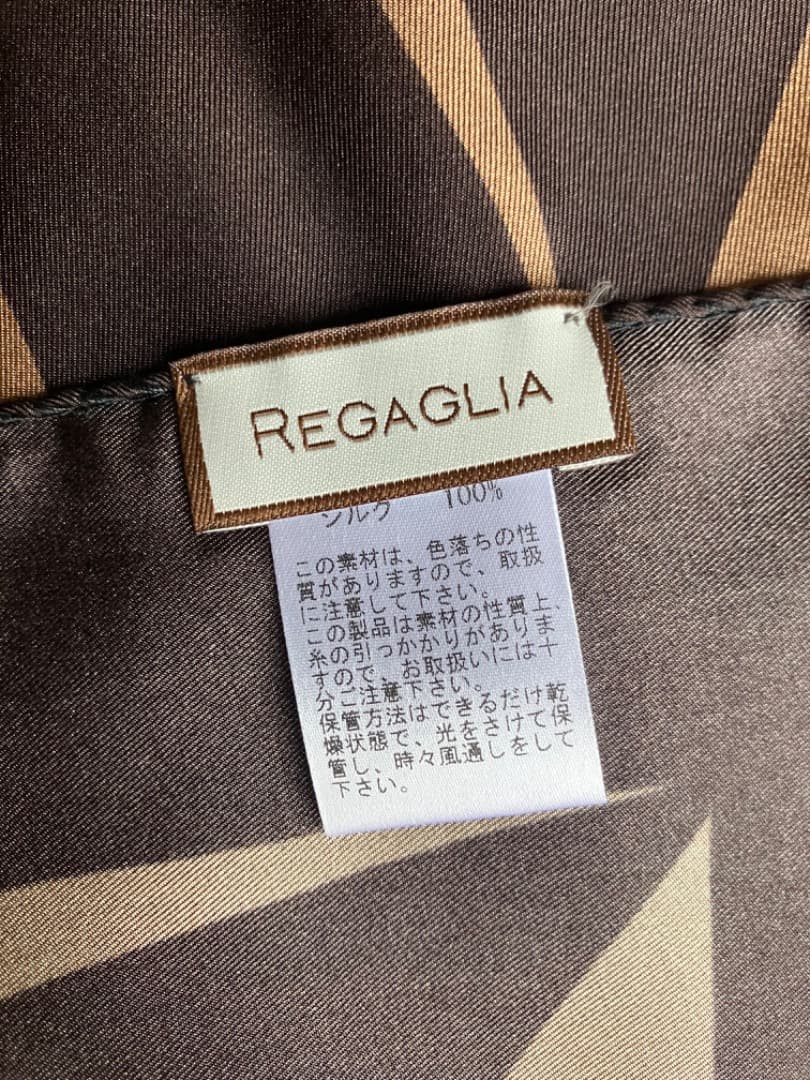 REGAGLIA
シルク 100%
この素材は、色落ちの性
質がありますので、取扱
に注意して下さい。
この製品は素材の性質上、
糸の引っかかりがありま
すので、お取扱いには十
分ご注意下さい。
保管方法はできるだけ乾
燥状態で、光をさけて保
管し、時々風通しをして
下さい。